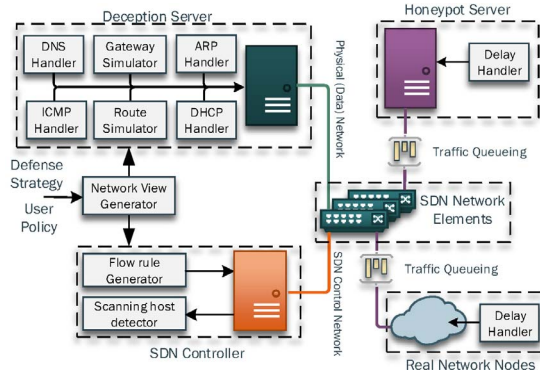 Deception Server
DNS
Handler
Gateway
Simulator
ARP
Handler
ICMP
Handler
Route
Simulator
DHCP
Handler
Physical (Data) Network
Honeypot Server
Delay
Handler
Traffic Queueing
Defense
Strategy
User
Policy
Network View
Generator
SDN Network
Elements
Flow rule
Generator
Scanning host
detector
SDN Controller
SDN Control Network
Traffic Queueing
Delay
Handler
Real Network Nodes